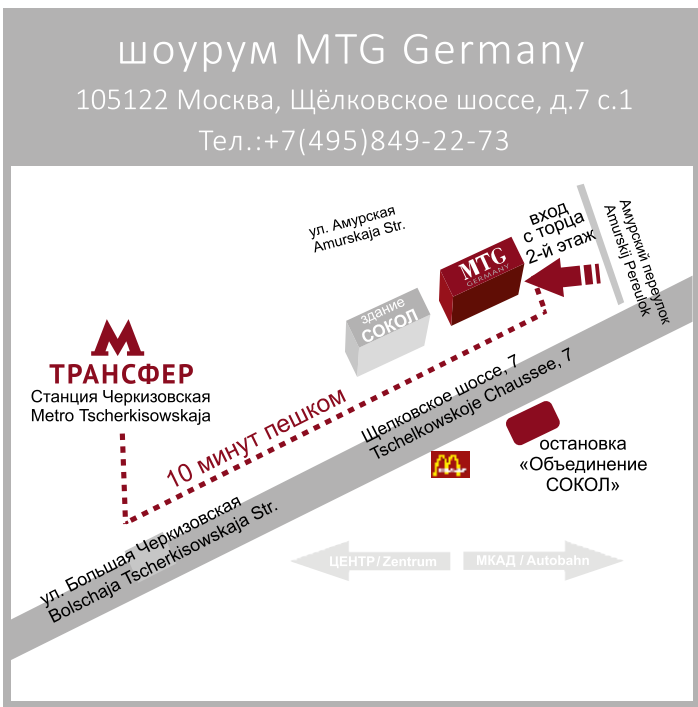 шоурум MTG Germany
105122 Москва, Щёлковское шоссе, д.7 с.1
Тел.:+7(495)849-22-73
ул. Амурская
Amurskaja Str.
вход
с торца
2-й этаж
Амурский переулок
Amurskij Pereulok
MTG
GERMANY
здание
СОКОЛ
М
ТРАНСФЕР
Станция Черкизовская
Metro Tscherkisowskaja
10 минут пешком
Щелковское шоссе, 7
Tschelkowskoje Chaussee, 7
остановка
«Объединение
СОКОЛ»
ул. Большая Черкизовская
Bolschaja Tscherkisowskaja Str.
ЦЕНТР/Zentrum
МКАД/Autobahn